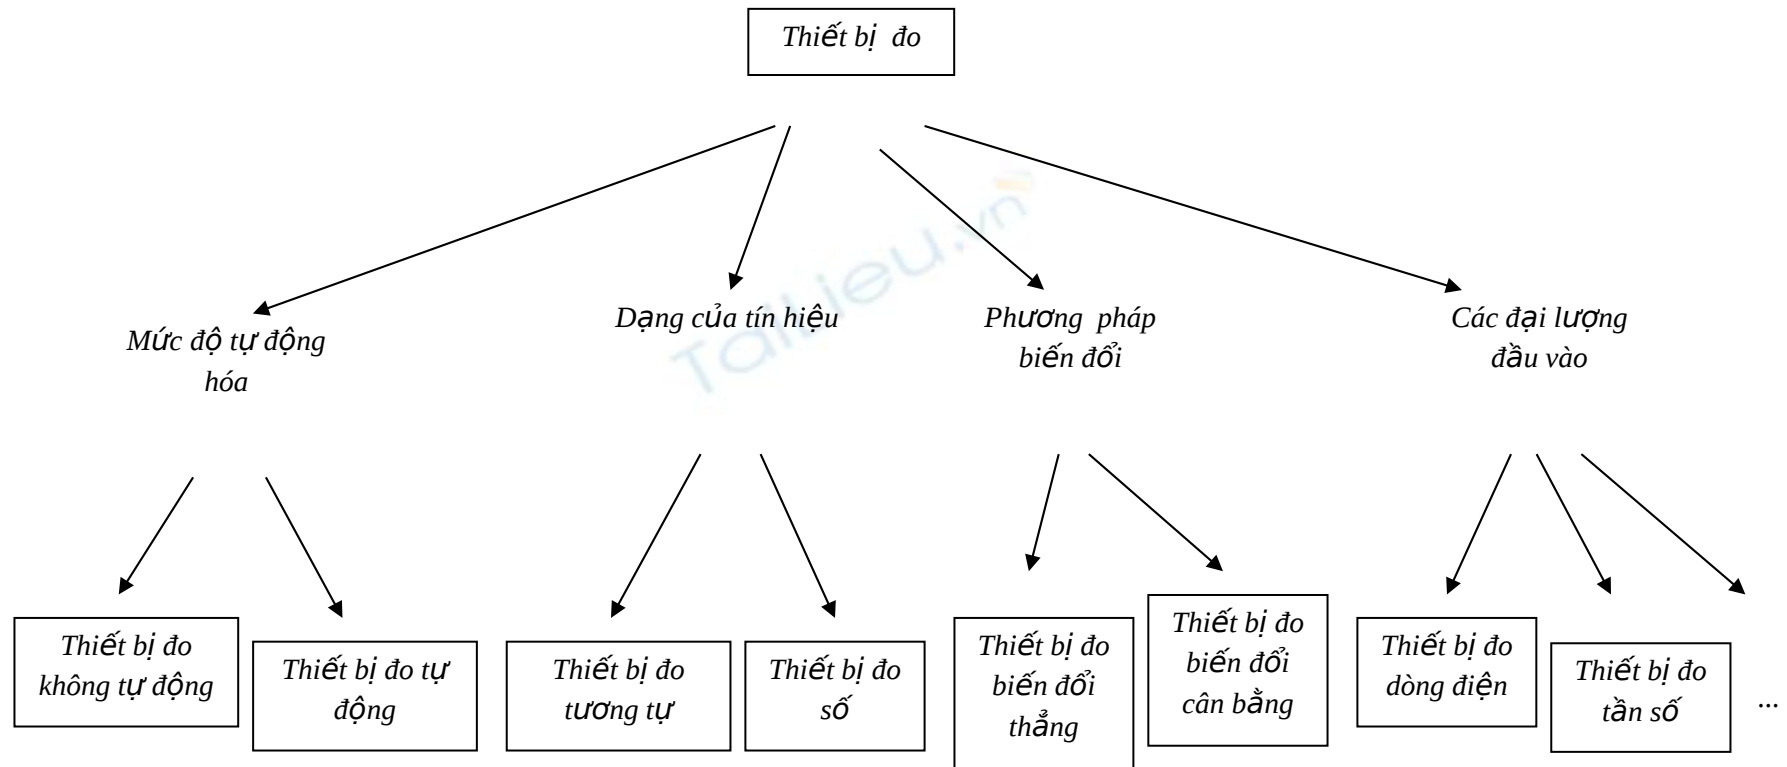 Thiết bị đo
TaiLieu.vn
Mức độ tự động
hóa
Dạng của tín hiệu
Phương pháp
biến đổi
Các đại lượng
đầu vào
Thiết bị đo
không tự động
Thiết bị đo tự
động
Thiết bị đo
tương tự
Thiết bị đo
số
Thiết bị đo
biến đổi
thẳng
Thiết bị đo
biến đổi
cân bằng
Thiết bị đo
dòng điện
Thiết bị đo
tần số
...